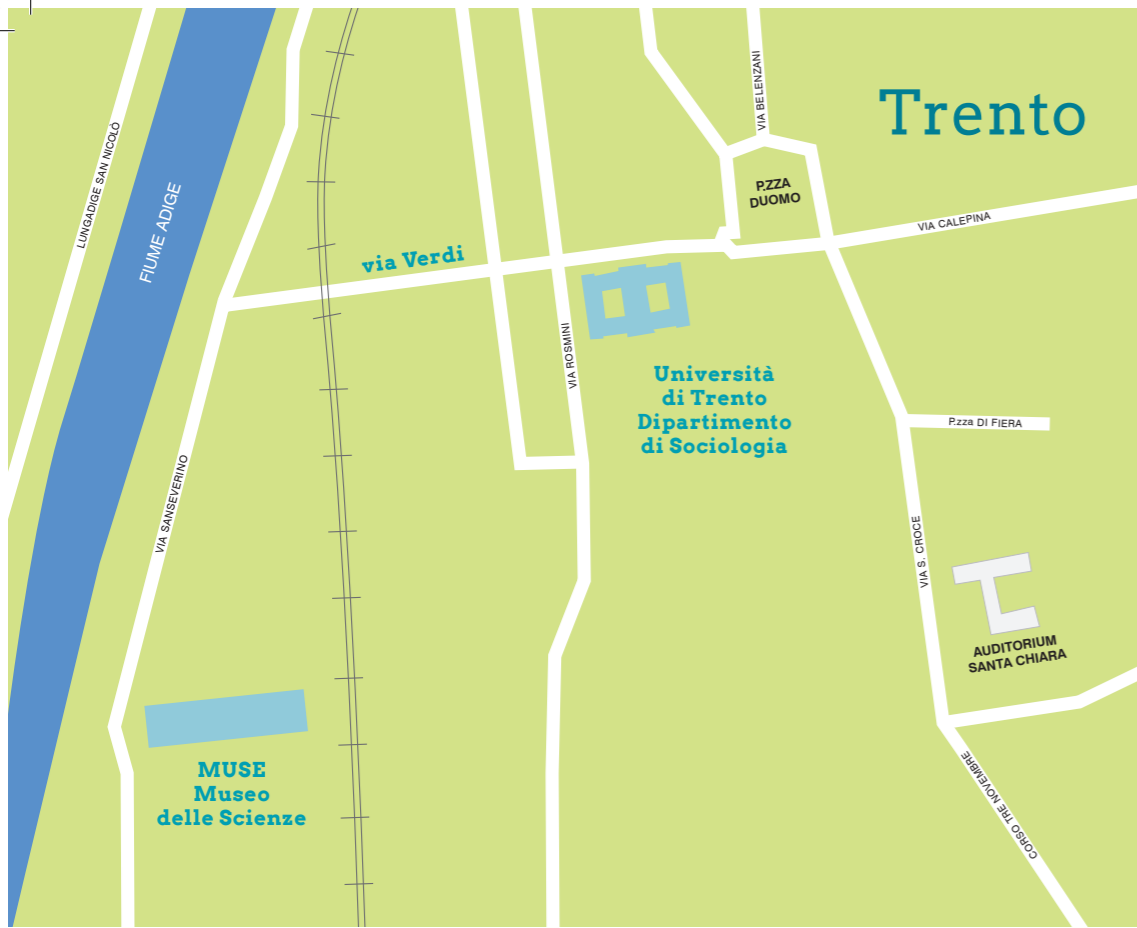 Trento
VIA BELENZANI
P.ZZA
DUOMO
VIA CALEPINA
LUNGADIGE SAN NICOLÒ
FIUME ADIGE
via Verdi
VIA ROSMINI
Università
di Trento
Dipartimento
di Sociologia
P.zza DI FIERA
VIA SANSEVERINO
VIA S. CROCE
AUDITORIUM
SANTA CHIARA
MUSE
Museo
delle Scienze
CORSO TRE NOVEMBRE